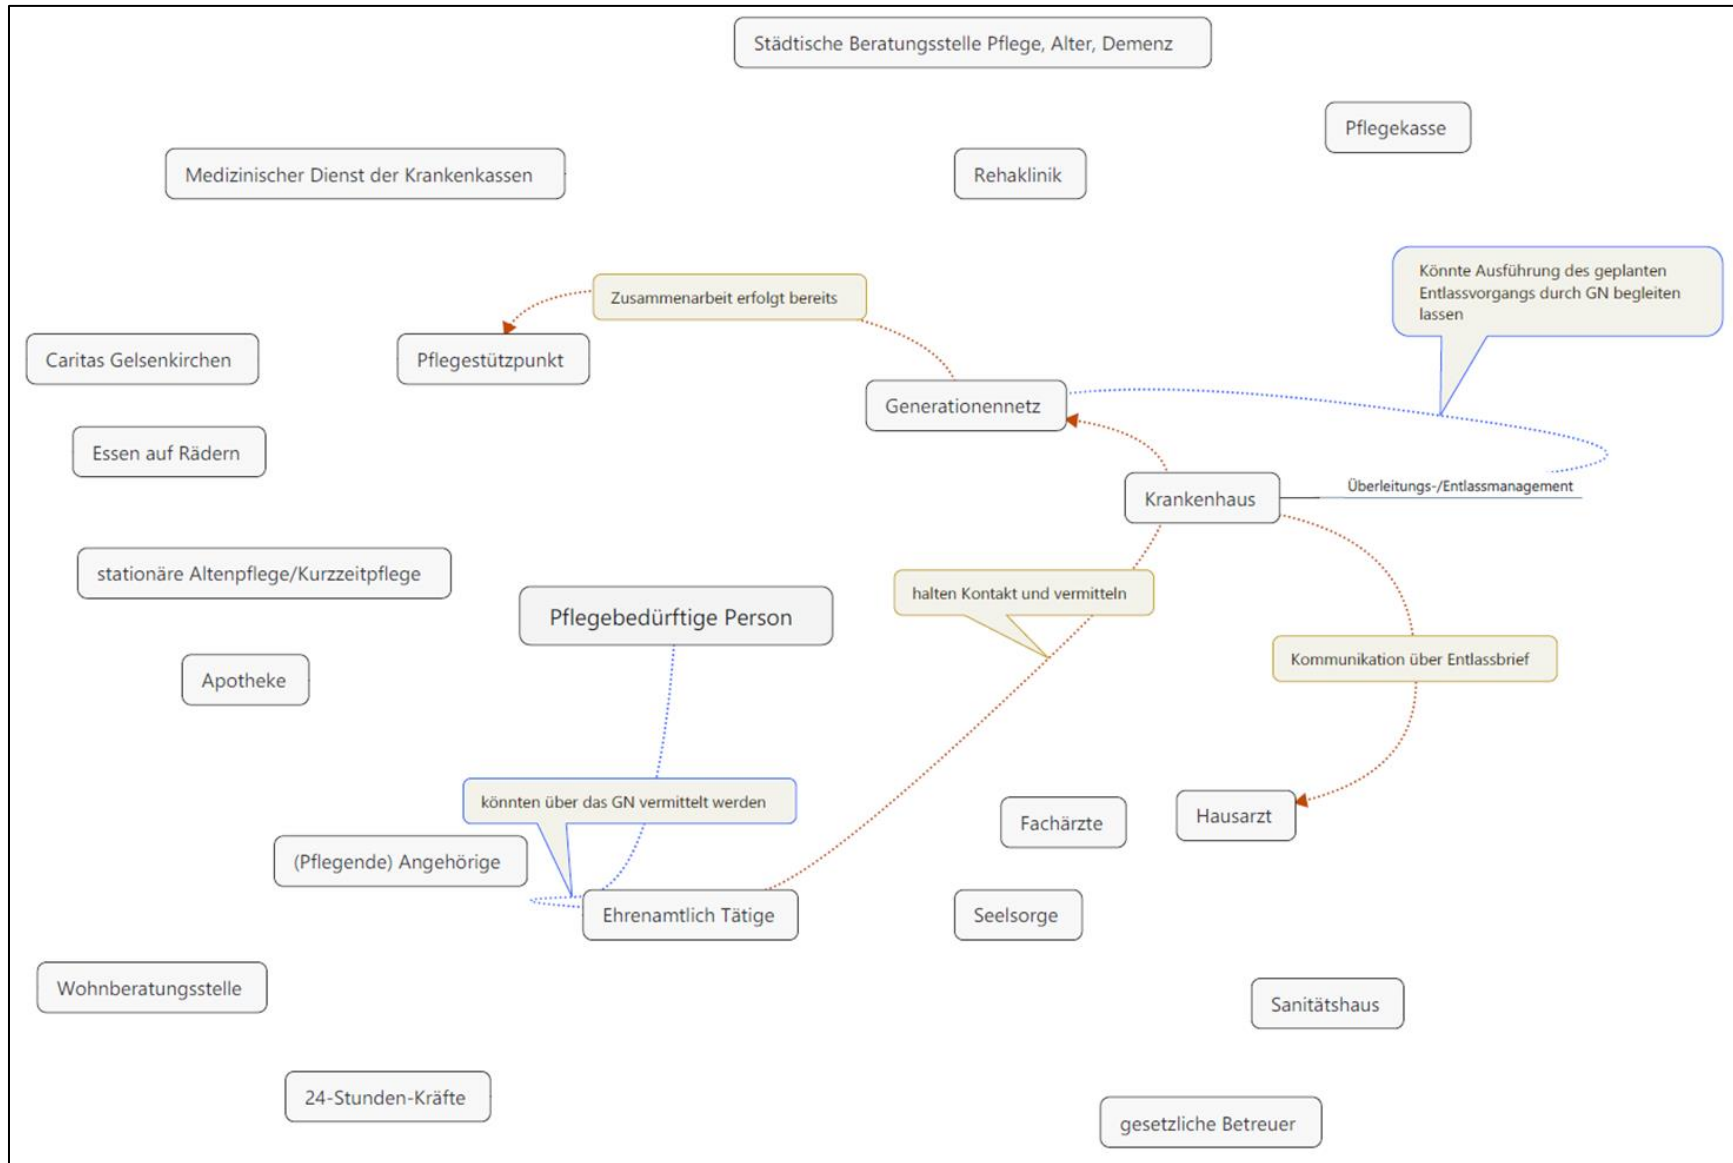 Städtische Beratungsstelle Pflege, Alter, Demenz
Pflegekasse
Medizinischer Dienst der Krankenkassen
Rehaklinik
Könnte Ausführung des geplanten
Entlassvorgangs durch GN begleiten
lassen
Zusammenarbeit erfolgt bereits
Caritas Gelsenkirchen
Pflegestützpunkt
Generationennetz
Essen auf Rädern
Krankenhaus
Überleitungs-/Entlassmanagement
stationäre Altenpflege/Kurzzeitpflege
halten Kontakt und vermitteln
Pflegebedürftige Person
Kommunikation über Entlassbrief
Apotheke
könnten über das GN vermittelt werden
Fachärzte
Hausarzt
(Pflegende) Angehörige
Ehrenamtlich Tätige
Seelsorge
Wohnberatungsstelle
Sanitätshaus
24-Stunden-Kräfte
gesetzliche Betreuer